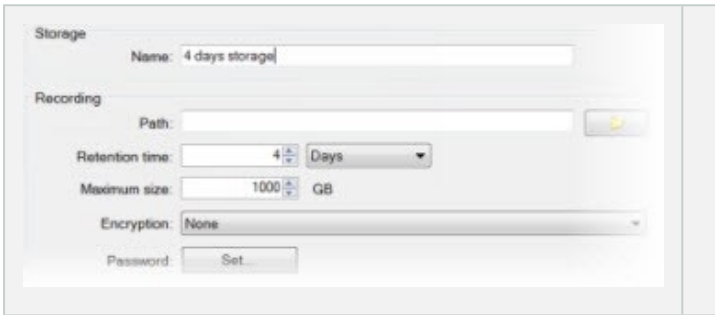 Storage
Name: 4 days storage
Recording
Path:
Retention time: 4 Days
Maximum size: 1000 GB
Encryption: None
Password: Set...